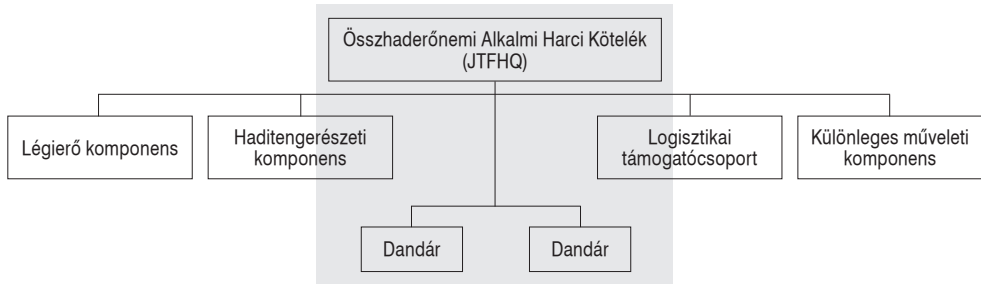 Összhaderőnemi Alkalmi Harci Kötelék
(JTFHQ)
Légierő komponens
Haditengerészeti
komponens
Logisztikai
támogatócsoport
Különleges műveleti
komponens
Dandár
Dandár